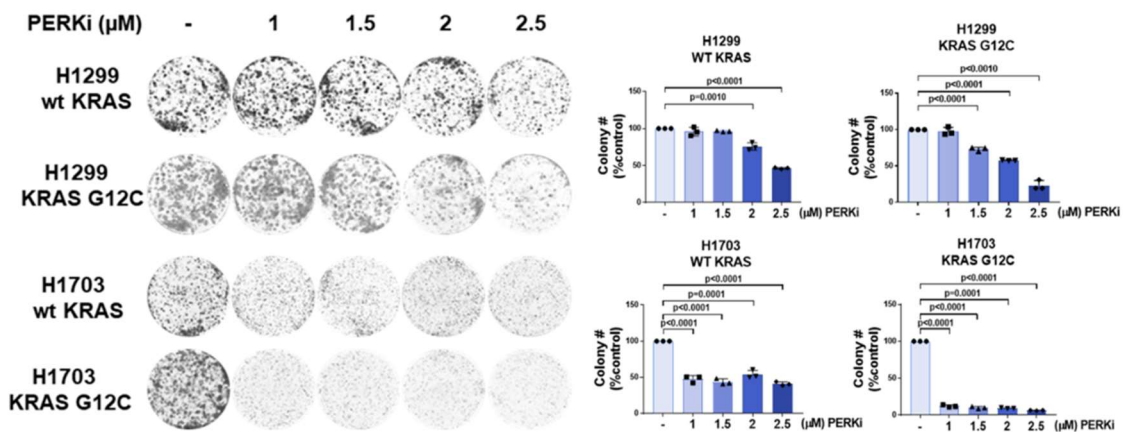 PERKi (μM) - 1 1.5 2 2.5
H1299
wt KRAS
H1299
KRAS G12C
H1703
wt KRAS
H1703
KRAS G12C
H1299
WT KRAS
p<0.0001
p=0.0010
Colony #
(%control)
150
100
50
0
- 1 1.5 2 2.5 (μM) PERKi
H1299
KRAS G12C
p<0.0010
p<0.0001
p<0.0001
Colony #
(%control)
150
100
50
0
- 1 1.5 2 2.5 (μM) PERKi
H1703
WT KRAS
p<0.0001
p=0.0001
p<0.0001
p<0.0001
Colony #
(%control)
150
100
50
0
- 1 1.5 2 2.5 (μM) PERKi
H1703
KRAS G12C
p<0.0001
p=0.0001
p<0.0001
p<0.0001
Colony #
(%control)
150
100
50
0
- 1 1.5 2 2.5 (μM) PERKi